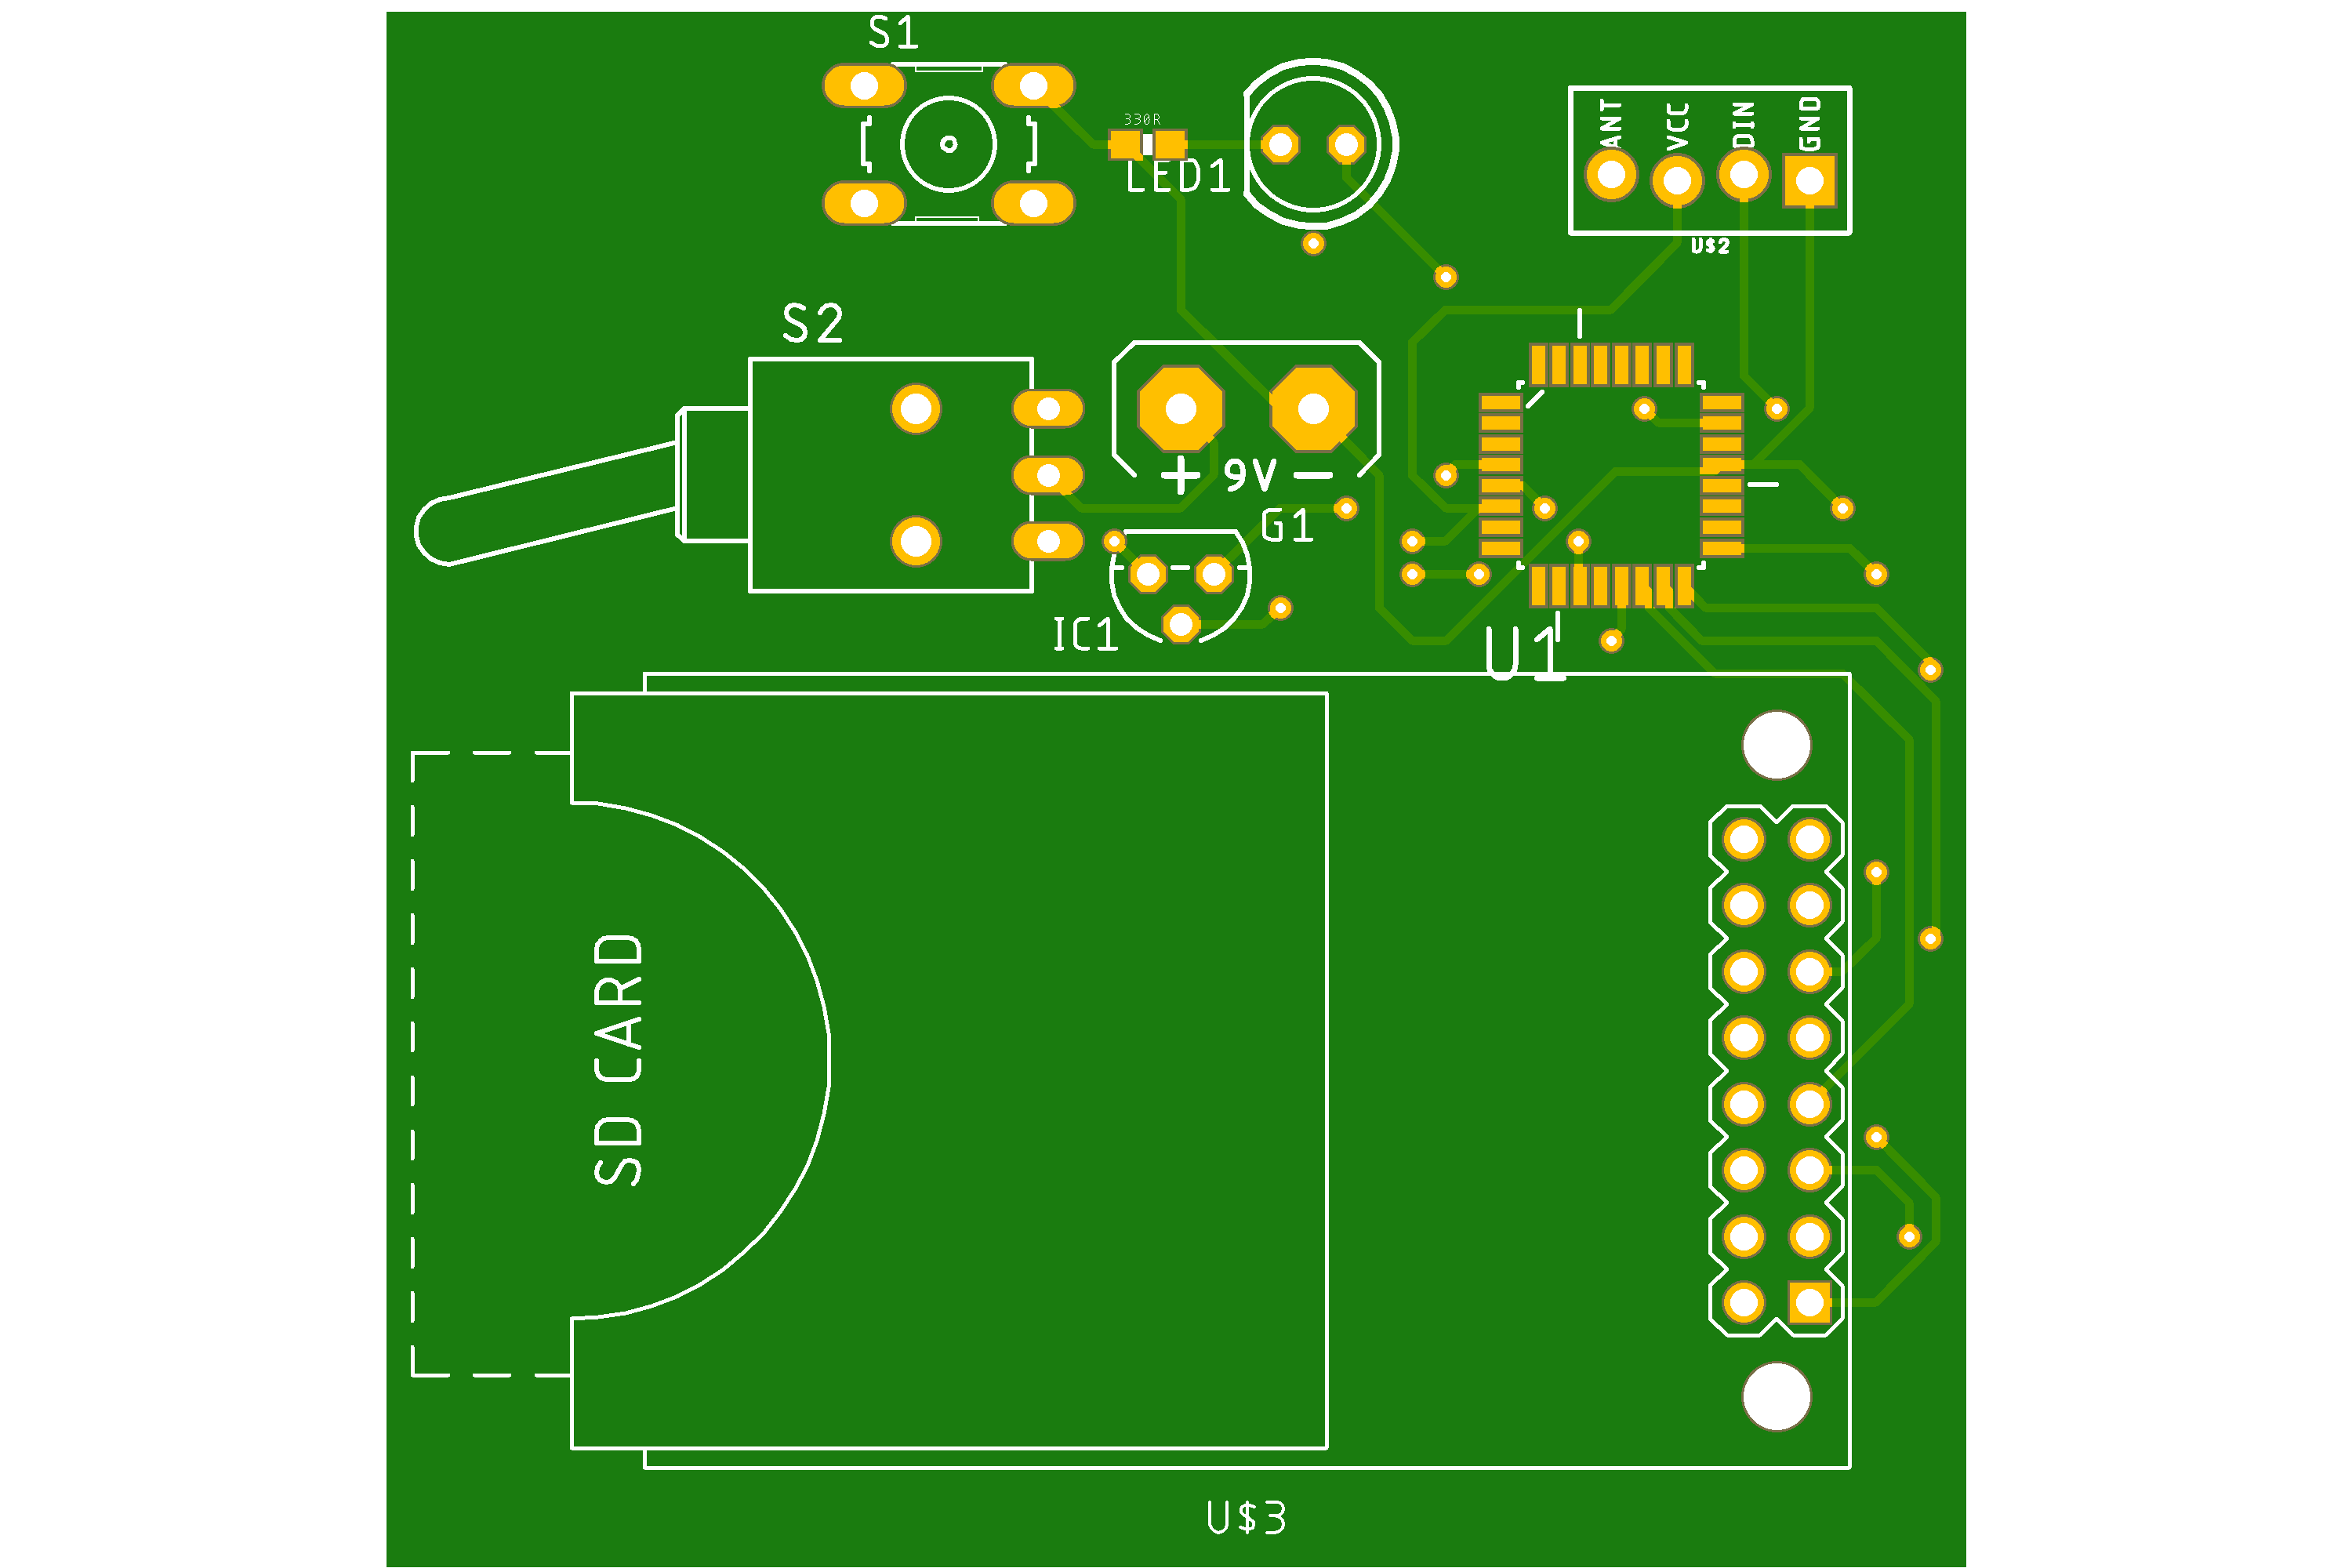 S1
330R
LED1
ANT
VCC
DIN
GND
U$2
S2
+ 9V −
G1
IC1
U1
SD CARD
U$3